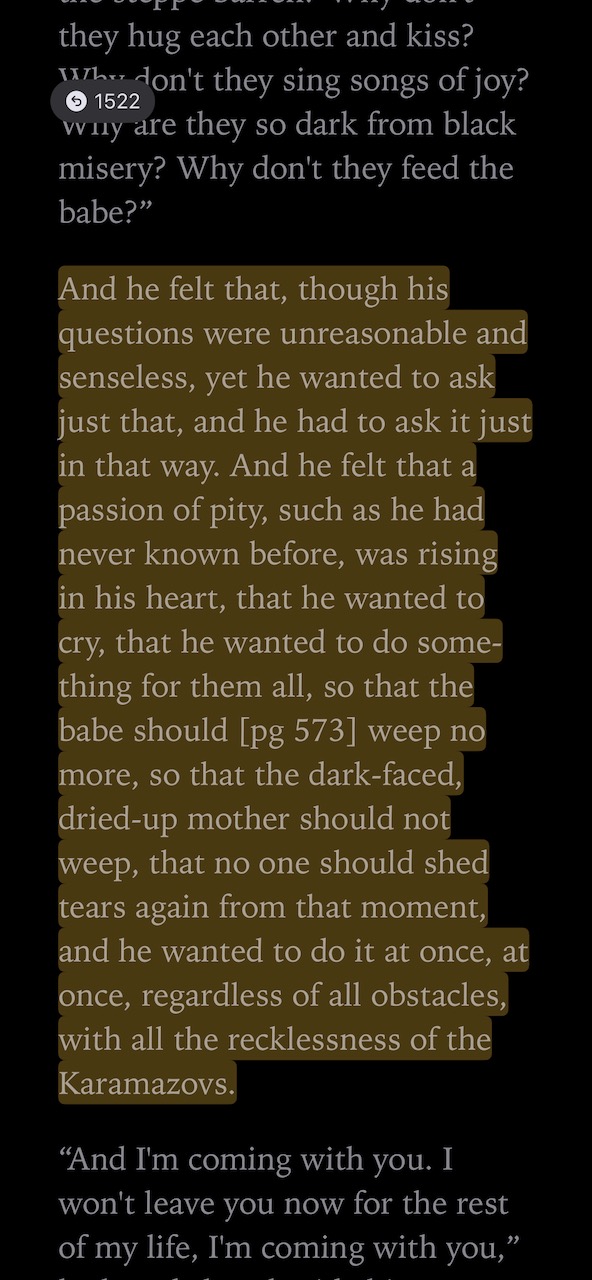 they hug each other and kiss?
Why don't they sing songs of joy?
1522
Why are they so dark from black
misery? Why don't they feed the
babe?”
And he felt that, though his
questions were unreasonable and
senseless, yet he wanted to ask
just that, and he had to ask it just
in that way. And he felt that a
passion of pity, such as he had
never known before, was rising
in his heart, that he wanted to
cry, that he wanted to do some-
thing for them all, so that the
babe should [pg 573] weep no
more, so that the dark-faced,
dried-up mother should not
weep, that no one should shed
tears again from that moment,
and he wanted to do it at once, at
once, regardless of all obstacles,
with all the recklessness of the
Karamazovs.
“And I'm coming with you. I
won't leave you now for the rest
of my life, I'm coming with you,”